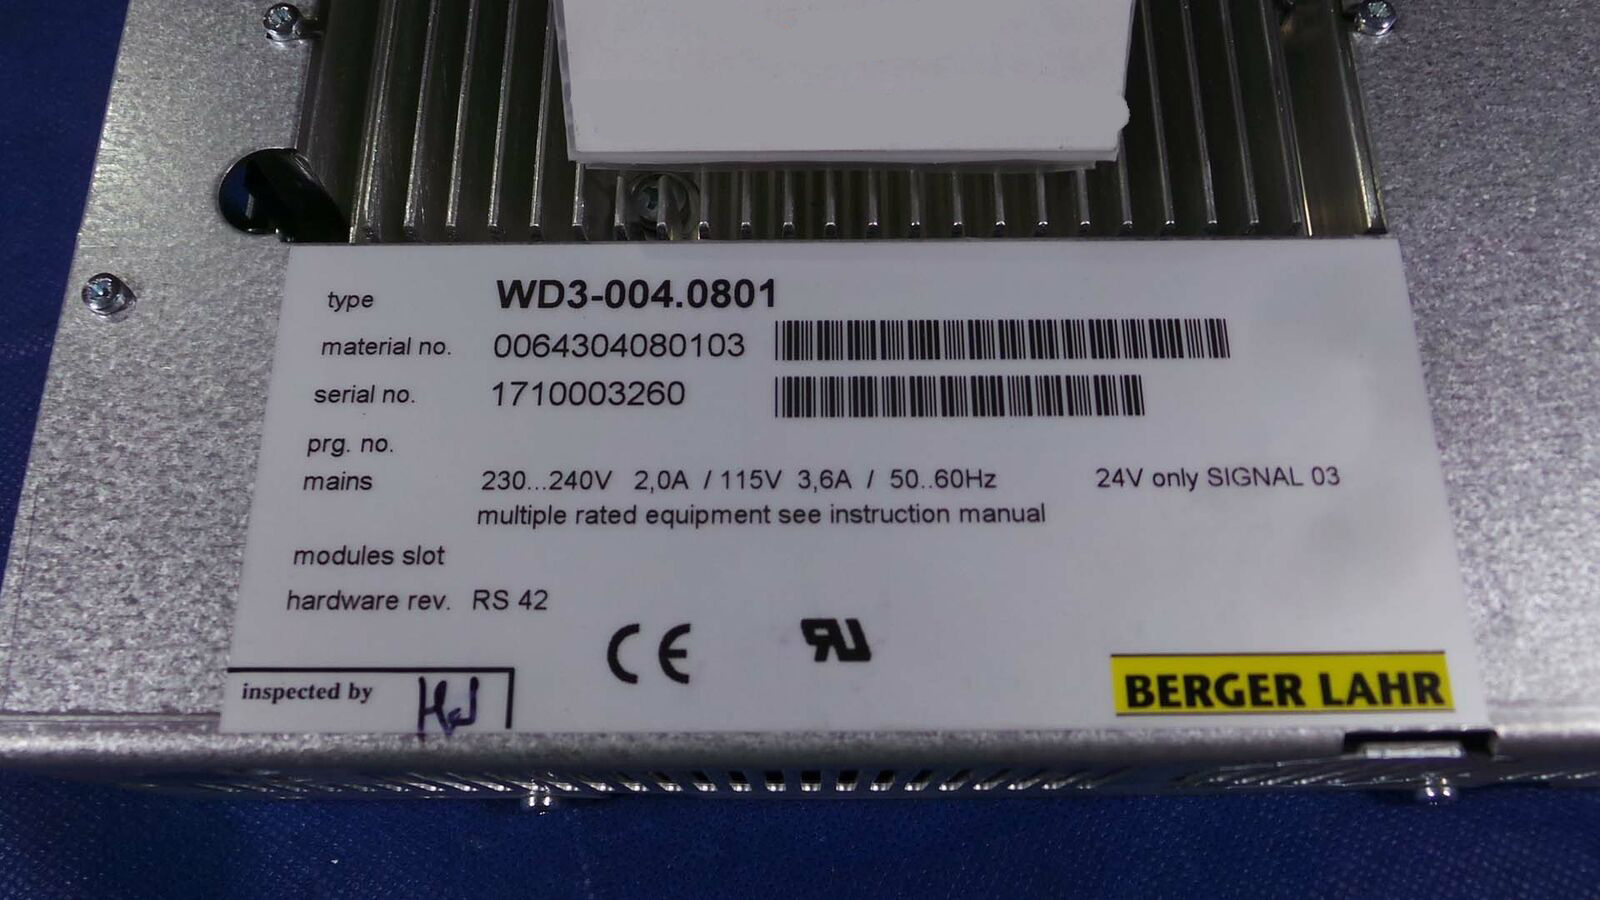 type WD3-004.0801
material no. 0064304080103
serial no. 1710003260
prg. no.
mains 230...240V 2,0A / 115V 3,6A / 50..60Hz 24V only SIGNAL 03
multiple rated equipment see instruction manual
modules slot
hardware rev. RS 42
CE RU
inspected by
BERGER LAHR